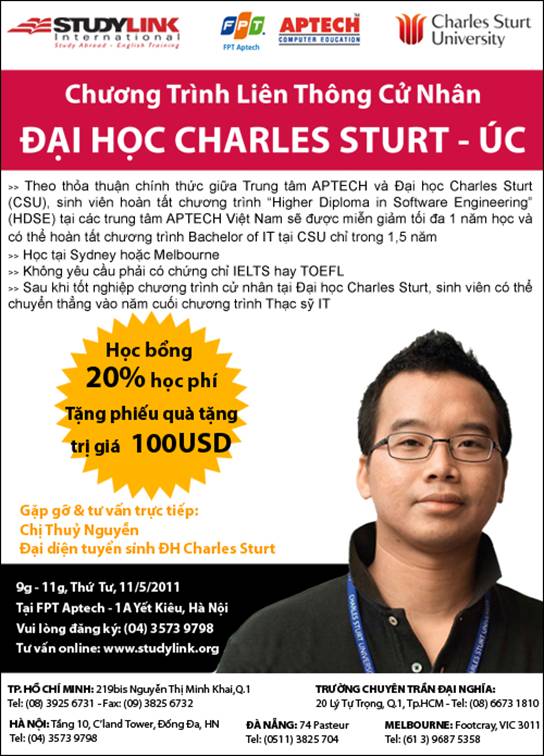 STUDYLINK
International
Study Abroad - English Training
FPT
FPT Aptech
APTECH
COMPUTER EDUCATION
Charles Sturt
University
Chương Trình Liên Thông Cử Nhân
ĐẠI HỌC CHARLES STURT - ÚC
>> Theo thỏa thuận chính thức giữa Trung tâm APTECH và Đại học Charles Sturt
(CSU), sinh viên hoàn tất chương trình “Higher Diploma in Software Engineering”
(HDSE) tại các trung tâm APTECH Việt Nam sẽ được miễn giảm tối đa 1 năm học và
có thể hoàn tất chương trình Bachelor of IT tại CSU chỉ trong 1,5 năm
>> Học tại Sydney hoặc Melbourne
>> Không yêu cầu phải có chứng chỉ IELTS hay TOEFL
>> Sau khi tốt nghiệp chương trình cử nhân tại Đại học Charles Sturt, sinh viên có thể
chuyển thẳng vào năm cuối chương trình Thạc sỹ IT
Học bổng
20% học phí
Tặng phiếu quà tặng
trị giá 100USD
Gặp gỡ & tư vấn trực tiếp:
Chị Thuỷ Nguyễn
Đại diện tuyển sinh ĐH Charles Sturt
9g - 11g, Thứ Tư, 11/5/2011
Tại FPT Aptech - 1A Yết Kiêu, Hà Nội
Vui lòng đăng ký: (04) 3573 9798
Tư vấn online: www.studylink.org
CHARLES STURT UNIVERSITY
TP. HỒ CHÍ MINH: 219bis Nguyễn Thị Minh Khai,Q.1
Tel: (08) 3925 6731 - Fax: (09) 3825 6732
TRƯỜNG CHUYÊN TRẦN ĐẠI NGHĨA:
20 Lý Tự Trọng, Q.1, Tp.HCM - Tel: (08) 6673 1810
HÀ NỘI: Tầng 10, C'land Tower, Đống Đa, HN
Tel: (04) 3573 9798
ĐÀ NẴNG: 74 Pasteur
Tel: (0511) 3825 704
MELBOURNE: Footcray, VIC 3011
Tel: (61 3) 9687 5358